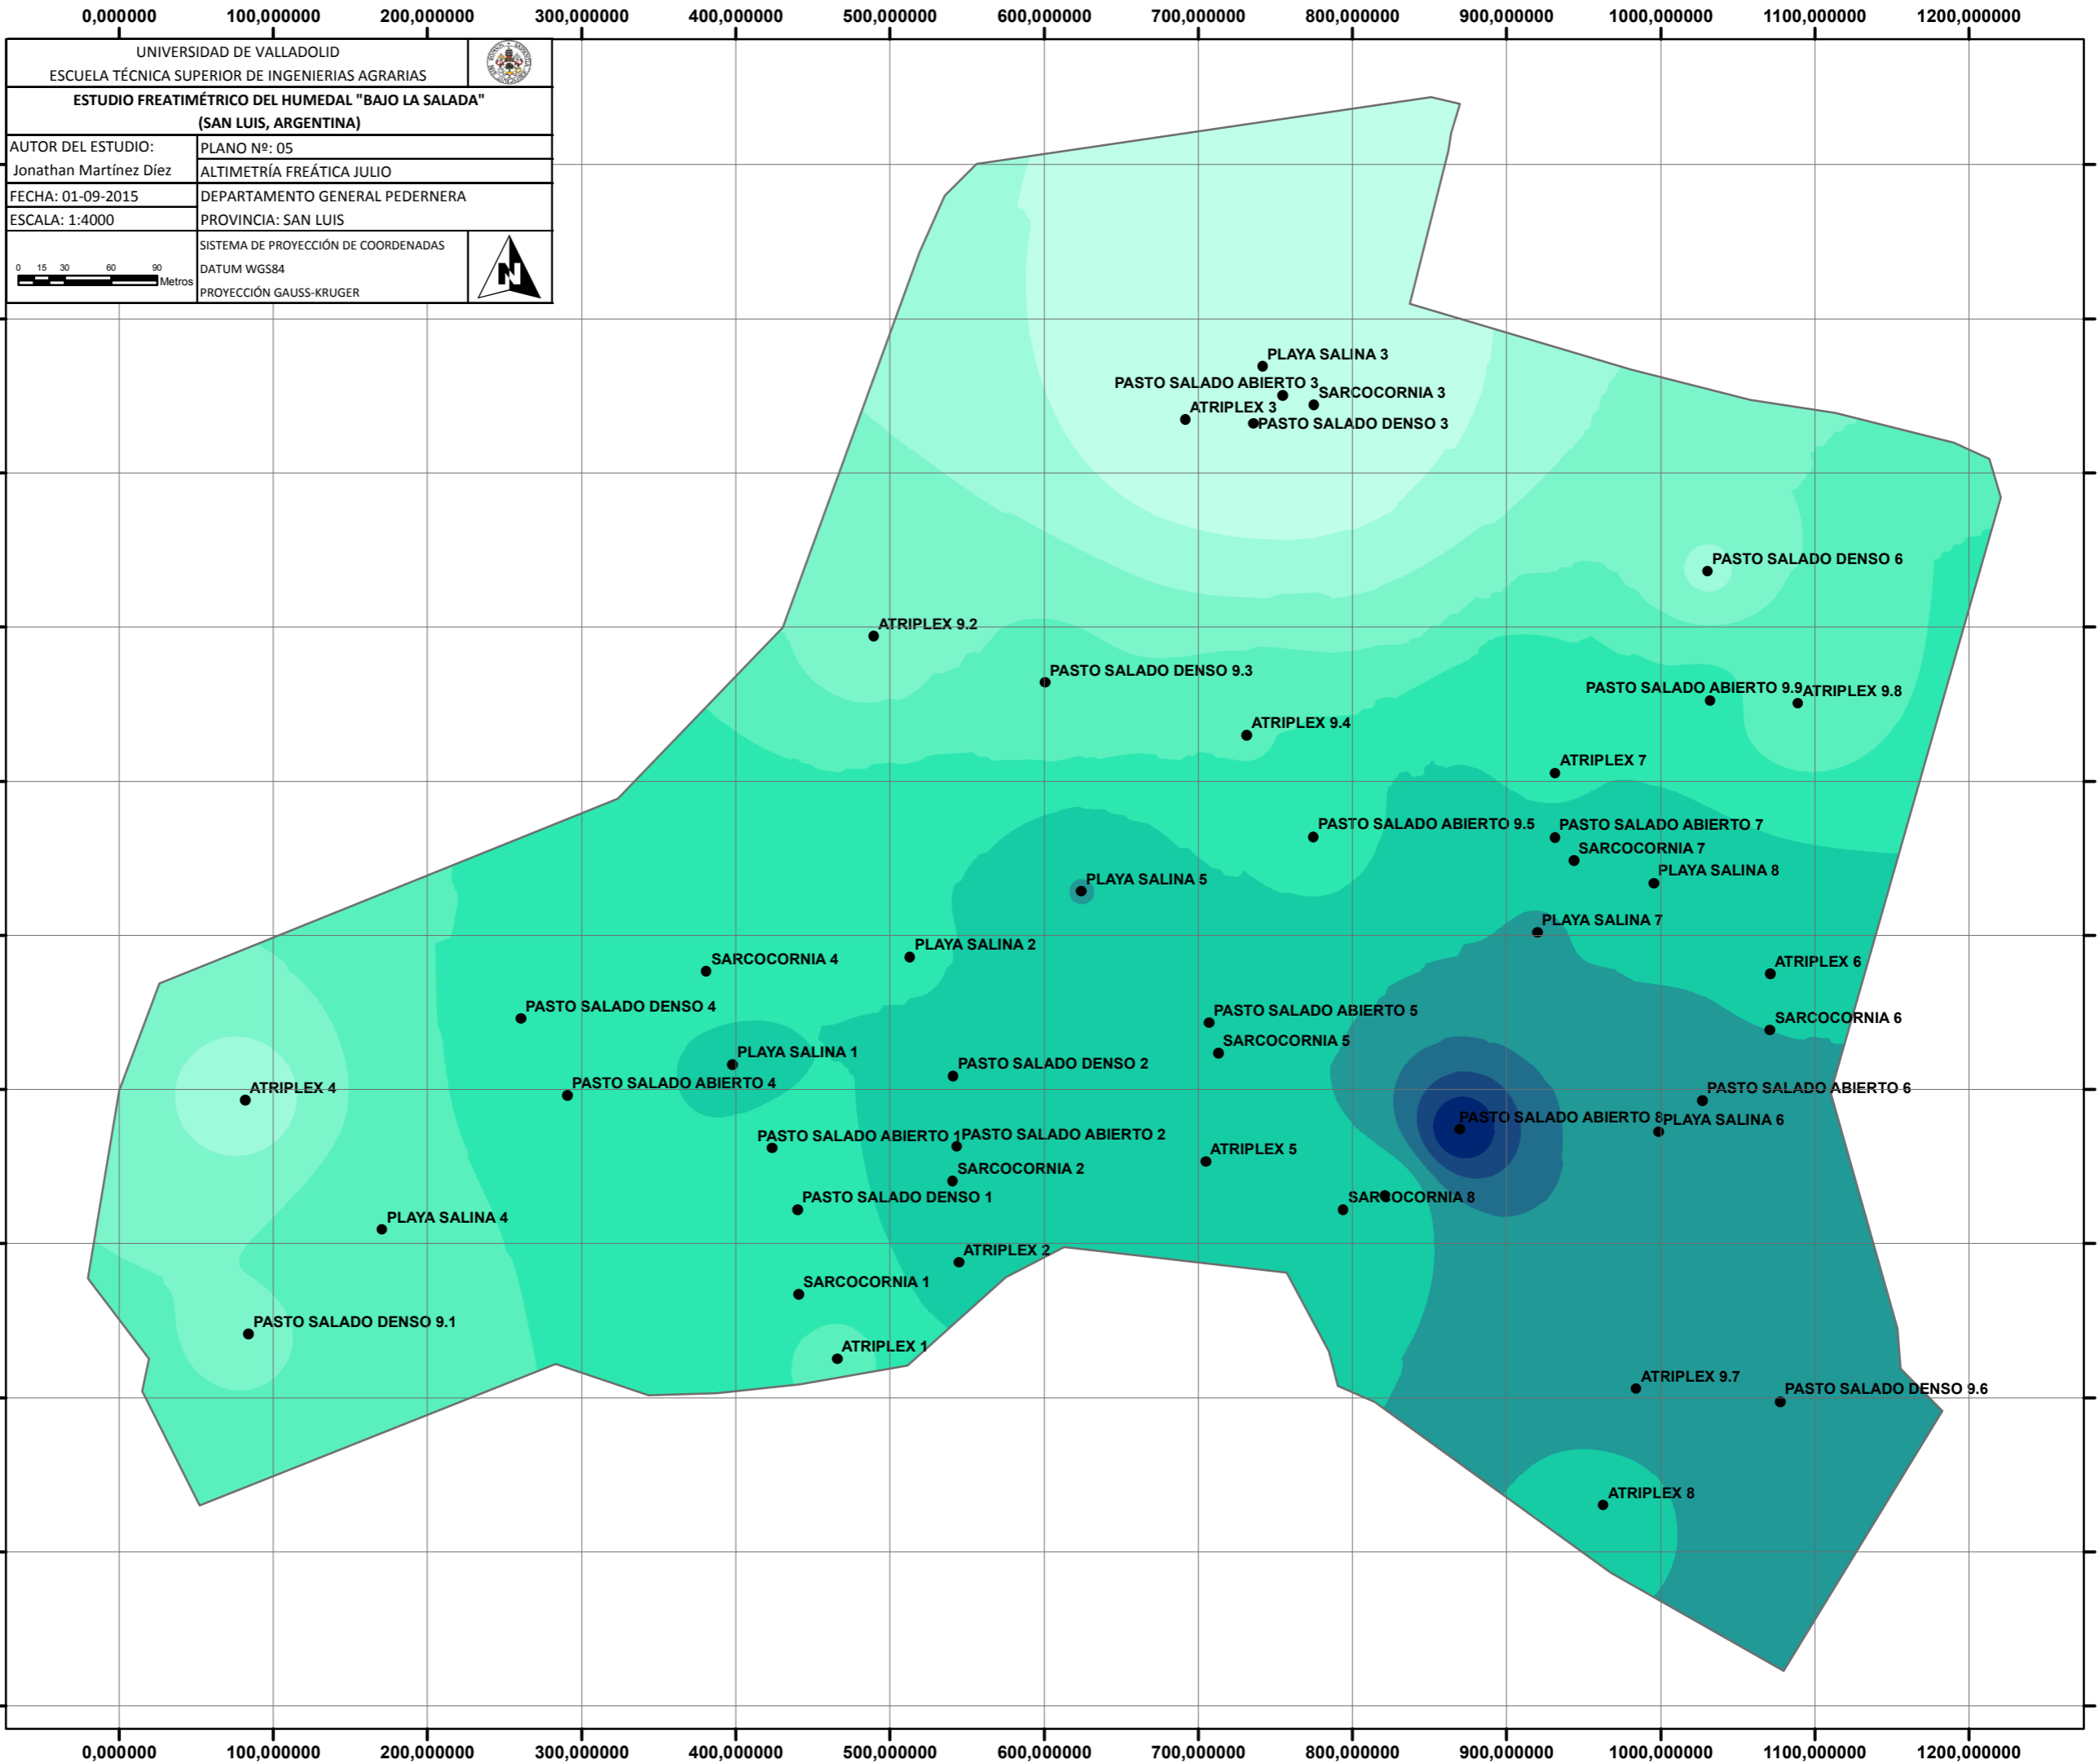 0,000000 100,000000 200,000000 300,000000 400,000000 500,000000 600,000000 700,000000 800,000000 900,000000 1000,000000 1100,000000 1200,000000
UNIVERSIDAD DE VALLADOLID
ESCUELA TÉCNICA SUPERIOR DE INGENIERIAS AGRARIAS
ESTUDIO FREATIMÉTRICO DEL HUMEDAL "BAJO LA SALADA"
(SAN LUIS, ARGENTINA)
AUTOR DEL ESTUDIO:
Jonathan Martínez Díez
PLANO Nº: 05
ALTIMETRÍA FREÁTICA JULIO
FECHA: 01-09-2015
DEPARTAMENTO GENERAL PEDERNERA
ESCALA: 1:4000
PROVINCIA: SAN LUIS
SISTEMA DE PROYECCIÓN DE COORDENADAS
DATUM WGS84
PROYECCIÓN GAUSS-KRUGER
0 15 30 60 90
Metros
N
PLAYA SALINA 3
PASTO SALADO ABIERTO 3
SARCOCORNIA 3
ATRIPLEX 3
PASTO SALADO DENSO 3
PASTO SALADO DENSO 6
ATRIPLEX 9.2
PASTO SALADO DENSO 9.3
PASTO SALADO ABIERTO 9.9
ATRIPLEX 9.8
ATRIPLEX 9.4
ATRIPLEX 7
PASTO SALADO ABIERTO 9.5
PASTO SALADO ABIERTO 7
SARCOCORNIA 7
PLAYA SALINA 8
PLAYA SALINA 5
PLAYA SALINA 7
PLAYA SALINA 2
SARCOCORNIA 4
ATRIPLEX 6
PASTO SALADO DENSO 4
PASTO SALADO ABIERTO 5
SARCOCORNIA 6
SARCOCORNIA 5
PLAYA SALINA 1
PASTO SALADO DENSO 2
PASTO SALADO ABIERTO 4
ATRIPLEX 4
PASTO SALADO ABIERTO 6
PASTO SALADO ABIERTO 8
PLAYA SALINA 6
PASTO SALADO ABIERTO 1
PASTO SALADO ABIERTO 2
ATRIPLEX 5
SARCOCORNIA 2
PASTO SALADO DENSO 1
SARCOCORNIA 8
PLAYA SALINA 4
ATRIPLEX 2
SARCOCORNIA 1
PASTO SALADO DENSO 9.1
ATRIPLEX 1
ATRIPLEX 9.7
PASTO SALADO DENSO 9.6
ATRIPLEX 8
0,000000 100,000000 200,000000 300,000000 400,000000 500,000000 600,000000 700,000000 800,000000 900,000000 1000,000000 1100,000000 1200,000000